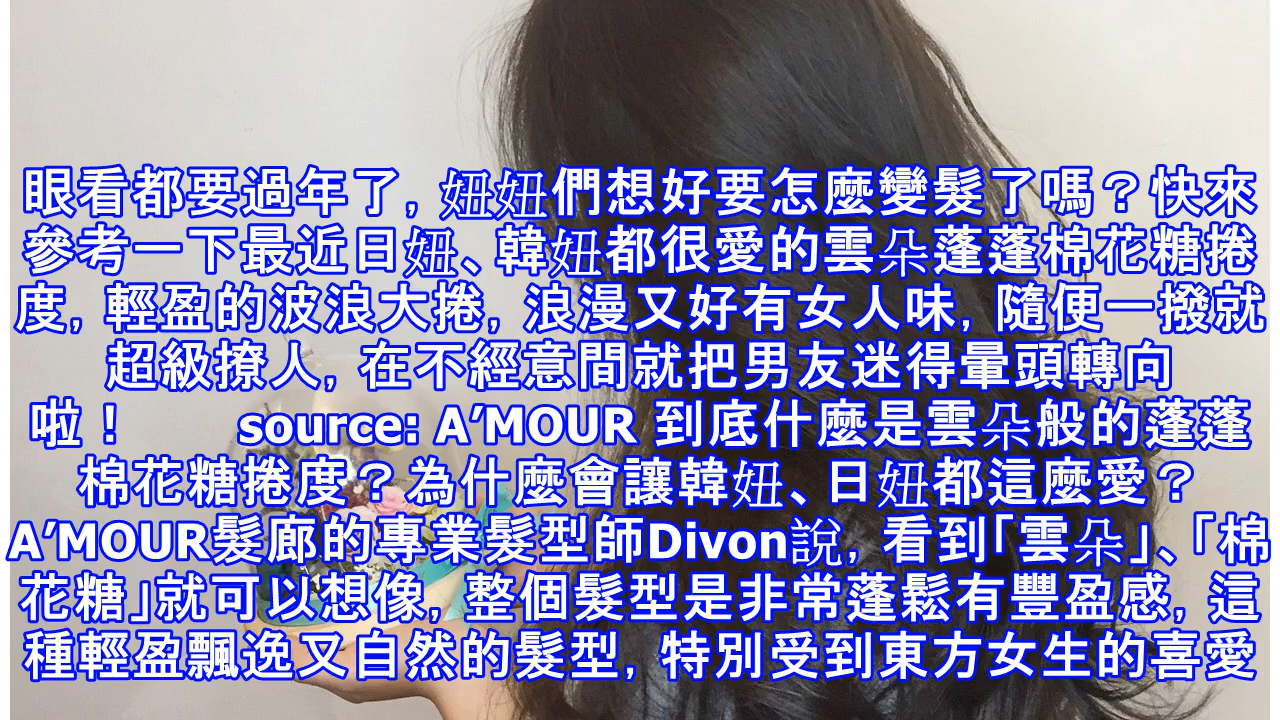 眼看都要過年了, 妞妞們想好要怎麼變髮了嗎？快來
參考一下最近日妞、韓妞都很愛的雲朵蓬蓬棉花糖捲
度, 輕盈的波浪大捲, 浪漫又好有女人味, 隨便一撥就
超級撩人, 在不經意間就把男友迷得暈頭轉向
啦！ source: A’MOUR 到底什麼是雲朵般的蓬蓬
棉花糖捲度？為什麼會讓韓妞、日妞都這麼愛？
A’MOUR髮廊的專業髮型師Divon說, 看到「雲朵」、「棉
花糖」就可以想像, 整個髮型是非常蓬鬆有豐盈感, 這
種輕盈飄逸又自然的髮型, 特別受到東方女生的喜愛